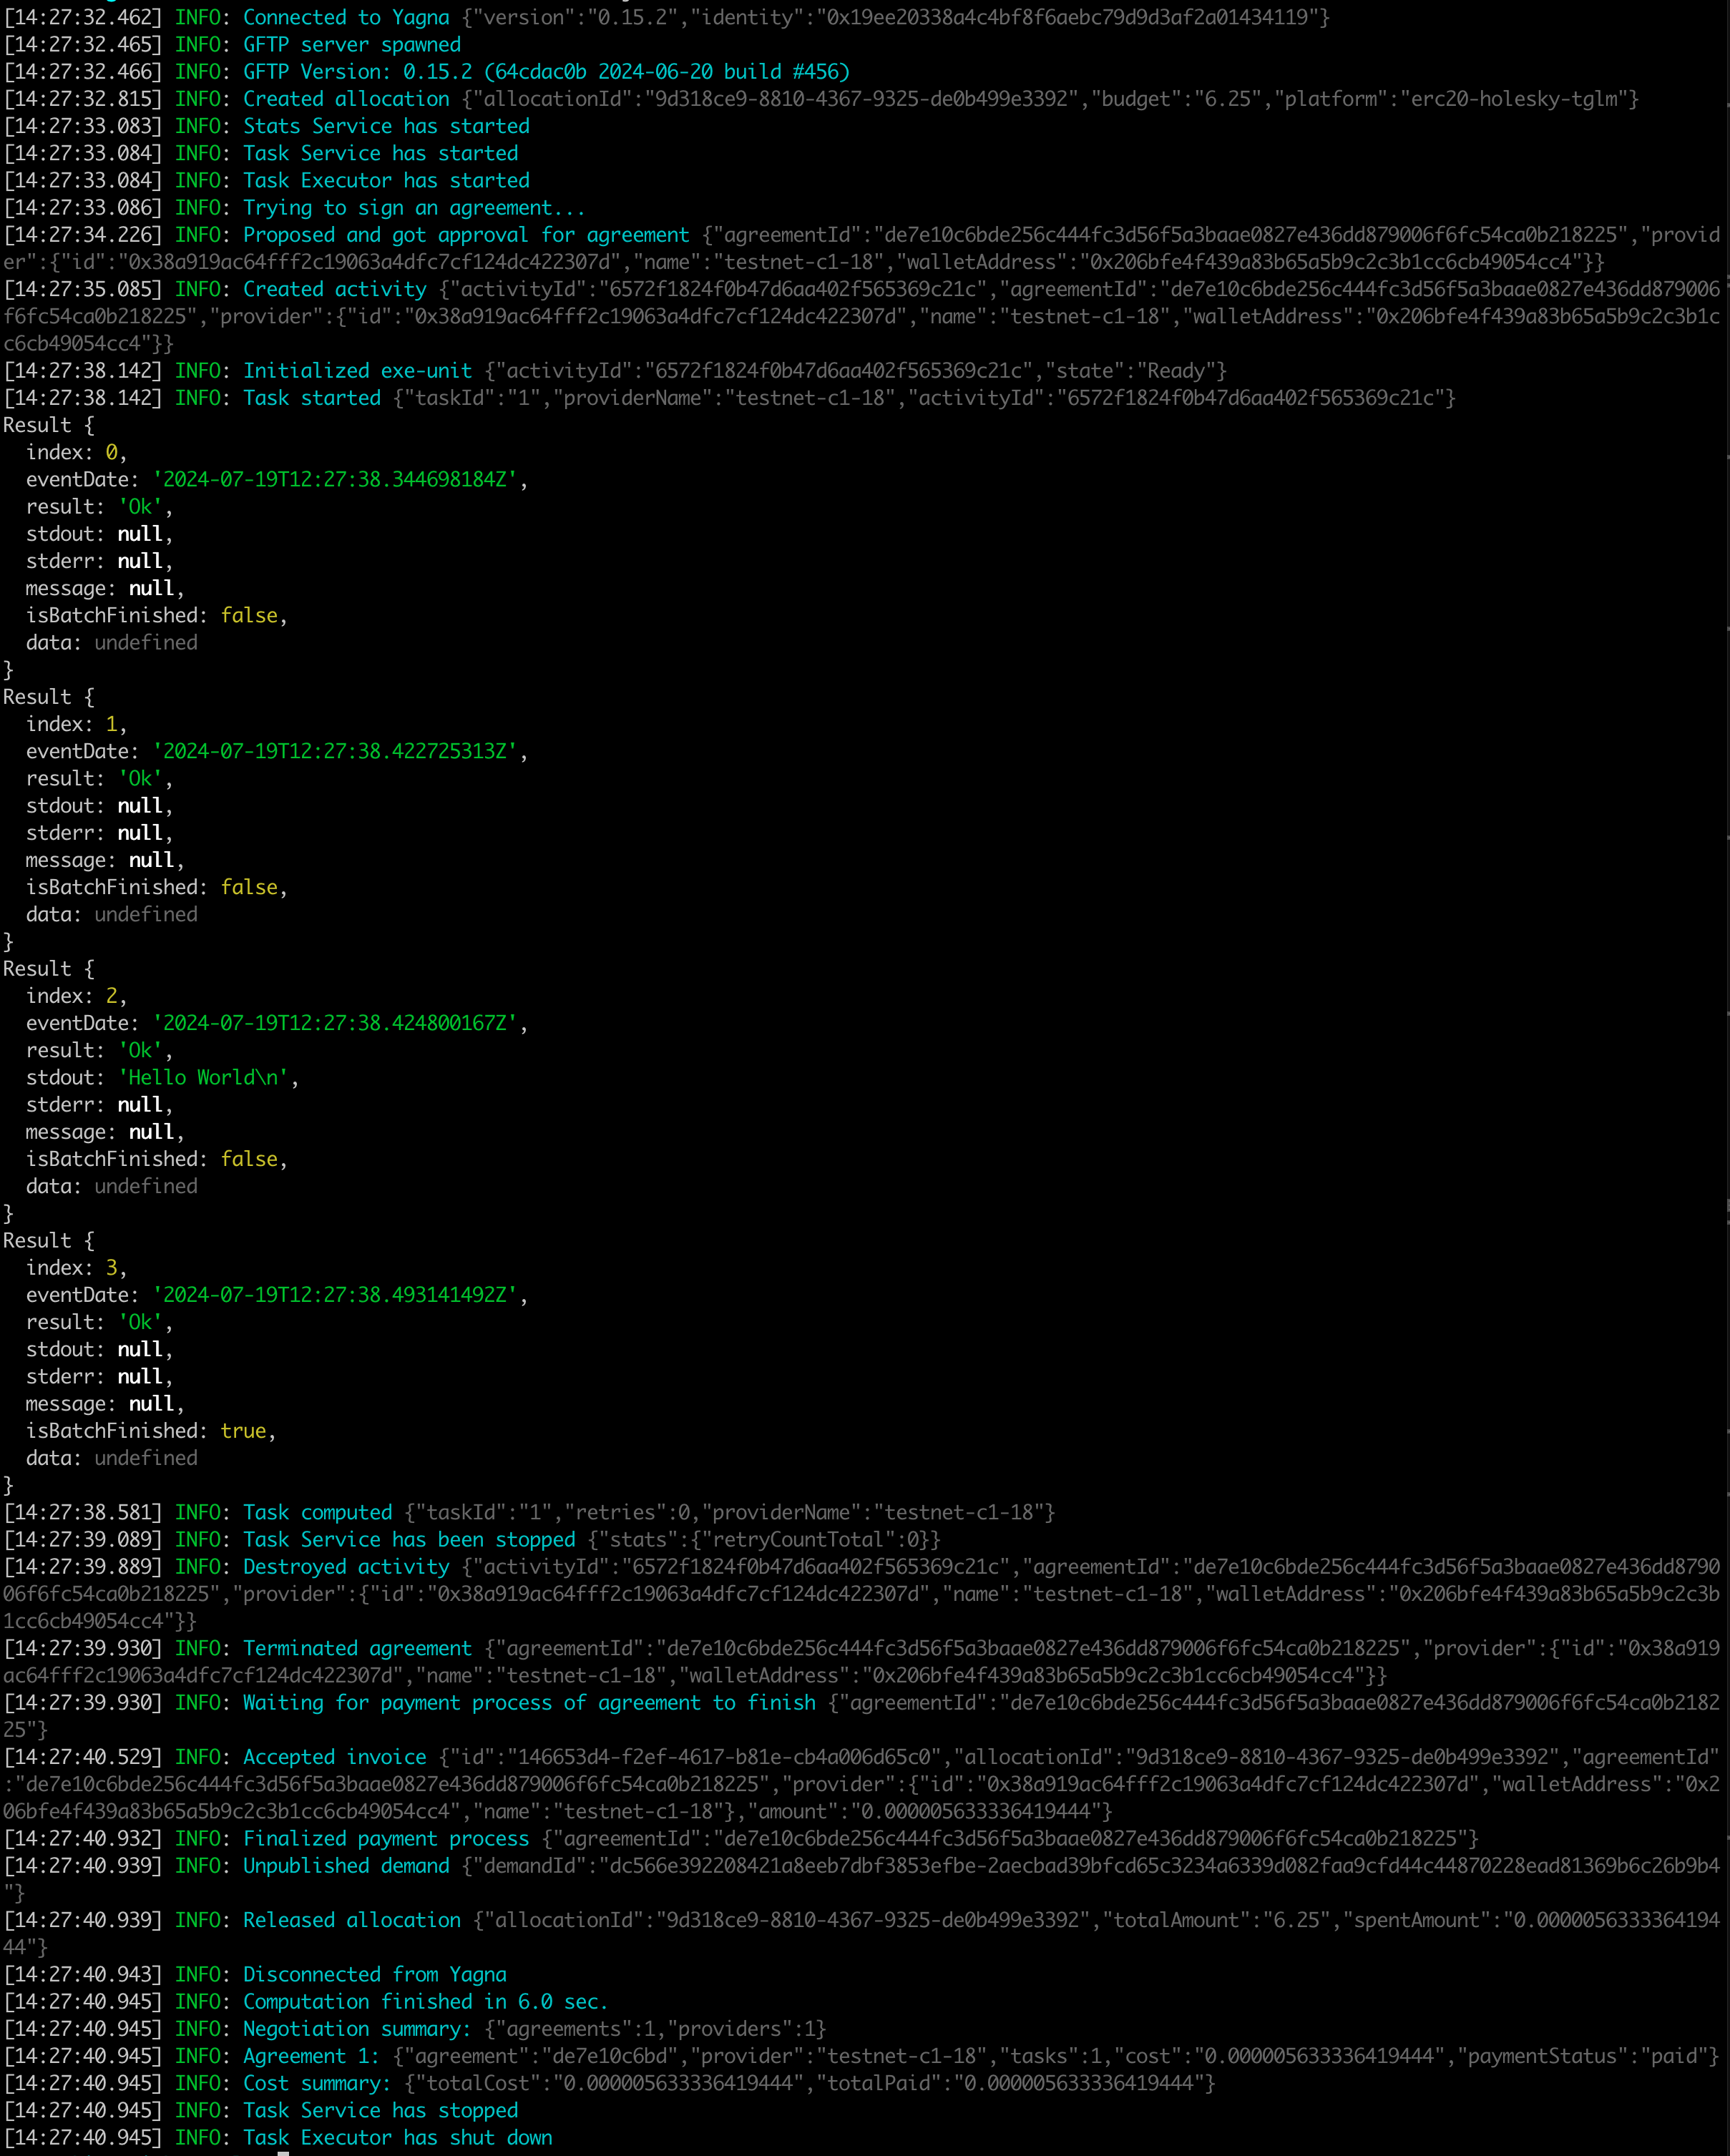 [14:27:32.462] INFO: Connected to Yagna {"version":"0.15.2","identity":"0x19ee20338a4c4bf8f6aebc79d9d3af2a01434119"}
[14:27:32.465] INFO: GFTP server spawned
[14:27:32.466] INFO: GFTP Version: 0.15.2 (64cdac0b 2024-06-20 build #456)
[14:27:32.815] INFO: Created allocation {"allocationId":"9d318ce9-8810-4367-9325-de0b499e3392","budget":"6.25","platform":"erc20-holesky-tglm"}
[14:27:33.083] INFO: Stats Service has started
[14:27:33.084] INFO: Task Service has started
[14:27:33.084] INFO: Task Executor has started
[14:27:33.086] INFO: Trying to sign an agreement...
[14:27:34.226] INFO: Proposed and got approval for agreement {"agreementId":"de7e10c6bde256c444fc3d56f5a3baae0827e436dd879006f6fc54ca0b218225","provid
er":{"id":"0x38a919ac64fff2c19063a4dfc7cf124dc422307d","name":"testnet-c1-18","walletAddress":"0x206bfe4f439a83b65a5b9c2c3b1cc6cb49054cc4"}}
[14:27:35.085] INFO: Created activity {"activityId":"6572f1824f0b47d6aa402f565369c21c","agreementId":"de7e10c6bde256c444fc3d56f5a3baae0827e436dd879006
f6fc54ca0b218225","provider":{"id":"0x38a919ac64fff2c19063a4dfc7cf124dc422307d","name":"testnet-c1-18","walletAddress":"0x206bfe4f439a83b65a5b9c2c3b1c
c6cb49054cc4"}}
[14:27:38.142] INFO: Initialized exe-unit {"activityId":"6572f1824f0b47d6aa402f565369c21c","state":"Ready"}
[14:27:38.142] INFO: Task started {"taskId":"1","providerName":"testnet-c1-18","activityId":"6572f1824f0b47d6aa402f565369c21c"}
Result {
  index: 0,
  eventDate: '2024-07-19T12:27:38.344698184Z',
  result: 'Ok',
  stdout: null,
  stderr: null,
  message: null,
  isBatchFinished: false,
  data: undefined
}
Result {
  index: 1,
  eventDate: '2024-07-19T12:27:38.422725313Z',
  result: 'Ok',
  stdout: null,
  stderr: null,
  message: null,
  isBatchFinished: false,
  data: undefined
}
Result {
  index: 2,
  eventDate: '2024-07-19T12:27:38.424800167Z',
  result: 'Ok',
  stdout: 'Hello World\n',
  stderr: null,
  message: null,
  isBatchFinished: false,
  data: undefined
}
Result {
  index: 3,
  eventDate: '2024-07-19T12:27:38.493141492Z',
  result: 'Ok',
  stdout: null,
  stderr: null,
  message: null,
  isBatchFinished: true,
  data: undefined
}
[14:27:38.581] INFO: Task computed {"taskId":"1","retries":0,"providerName":"testnet-c1-18"}
[14:27:39.089] INFO: Task Service has been stopped {"stats":{"retryCountTotal":0}}
[14:27:39.889] INFO: Destroyed activity {"activityId":"6572f1824f0b47d6aa402f565369c21c","agreementId":"de7e10c6bde256c444fc3d56f5a3baae0827e436dd8790
06f6fc54ca0b218225","provider":{"id":"0x38a919ac64fff2c19063a4dfc7cf124dc422307d","name":"testnet-c1-18","walletAddress":"0x206bfe4f439a83b65a5b9c2c3b
1cc6cb49054cc4"}}
[14:27:39.930] INFO: Terminated agreement {"agreementId":"de7e10c6bde256c444fc3d56f5a3baae0827e436dd879006f6fc54ca0b218225","provider":{"id":"0x38a919
ac64fff2c19063a4dfc7cf124dc422307d","name":"testnet-c1-18","walletAddress":"0x206bfe4f439a83b65a5b9c2c3b1cc6cb49054cc4"}}
[14:27:39.930] INFO: Waiting for payment process of agreement to finish {"agreementId":"de7e10c6bde256c444fc3d56f5a3baae0827e436dd879006f6fc54ca0b2182
25"}
[14:27:40.529] INFO: Accepted invoice {"id":"146653d4-f2ef-4617-b81e-cb4a006d65c0","allocationId":"9d318ce9-8810-4367-9325-de0b499e3392","agreementId"
:"de7e10c6bde256c444fc3d56f5a3baae0827e436dd879006f6fc54ca0b218225","provider":{"id":"0x38a919ac64fff2c19063a4dfc7cf124dc422307d","walletAddress":"0x2
06bfe4f439a83b65a5b9c2c3b1cc6cb49054cc4","name":"testnet-c1-18"},"amount":"0.000005633336419444"}
[14:27:40.932] INFO: Finalized payment process {"agreementId":"de7e10c6bde256c444fc3d56f5a3baae0827e436dd879006f6fc54ca0b218225"}
[14:27:40.939] INFO: Unpublished demand {"demandId":"dc566e392208421a8eeb7dbf3853efbe-2aecbad39bfcd65c3234a6339d082faa9cfd44c44870228ead81369b6c26b9b4
"}
[14:27:40.939] INFO: Released allocation {"allocationId":"9d318ce9-8810-4367-9325-de0b499e3392","totalAmount":"6.25","spentAmount":"0.0000056333364194
44"}
[14:27:40.943] INFO: Disconnected from Yagna
[14:27:40.945] INFO: Computation finished in 6.0 sec.
[14:27:40.945] INFO: Negotiation summary: {"agreements":1,"providers":1}
[14:27:40.945] INFO: Agreement 1: {"agreement":"de7e10c6bd","provider":"testnet-c1-18","tasks":1,"cost":"0.000005633336419444","paymentStatus":"paid"}
[14:27:40.945] INFO: Cost summary: {"totalCost":"0.000005633336419444","totalPaid":"0.000005633336419444"}
[14:27:40.945] INFO: Task Service has stopped
[14:27:40.945] INFO: Task Executor has shut down